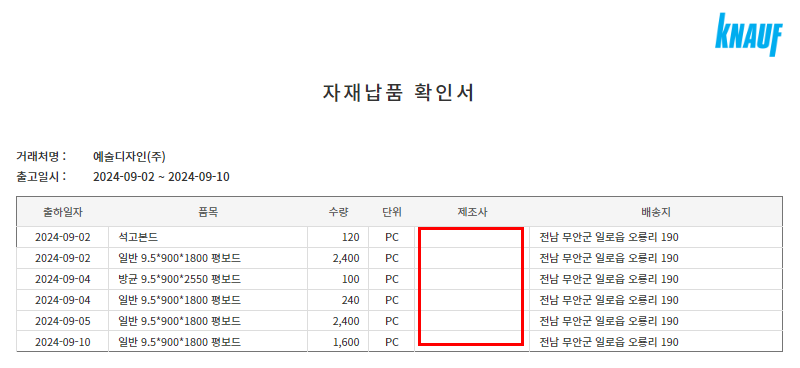 KNAUF
자재납품 확인서
거래처명 : 예술디자인(주)
출고일시 : 2024-09-02 ~ 2024-09-10
출하일자 품목 수량 단위 제조사 배송지
2024-09-02 석고본드 120 PC 전남 무안군 일로읍 오룡리 190
2024-09-02 일반 9.5*900*1800 평보드 2,400 PC 전남 무안군 일로읍 오룡리 190
2024-09-04 방균 9.5*900*2550 평보드 100 PC 전남 무안군 일로읍 오룡리 190
2024-09-04 일반 9.5*900*1800 평보드 240 PC 전남 무안군 일로읍 오룡리 190
2024-09-05 일반 9.5*900*1800 평보드 2,400 PC 전남 무안군 일로읍 오룡리 190
2024-09-10 일반 9.5*900*1800 평보드 1,600 PC 전남 무안군 일로읍 오룡리 190